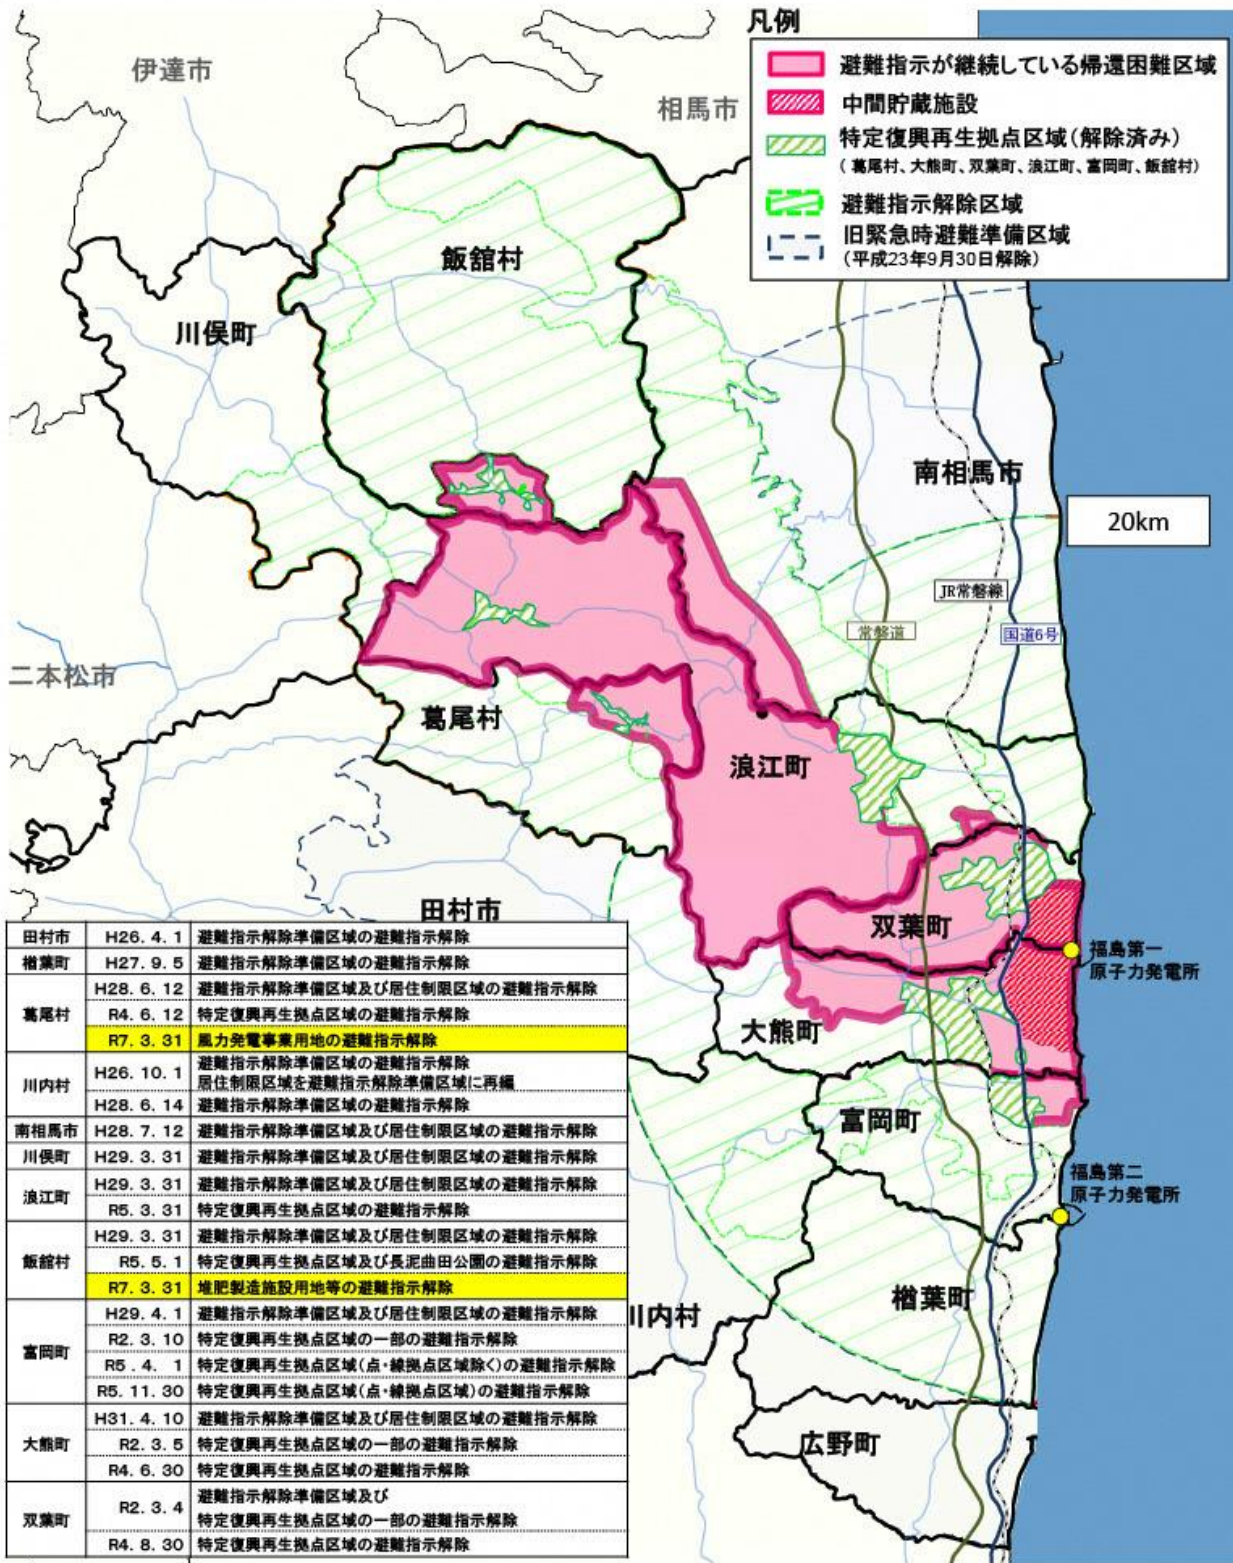 凡例
避難指示が継続している帰還困難区域
中間貯蔵施設
特定復興再生拠点区域(解除済み)
(葛尾村、大熊町、双葉町、浪江町、富岡町、飯舘村)
避難指示解除区域
旧緊急時避難準備区域
(平成23年9月30日解除)
伊達市
相馬市
飯舘村
川俣町
南相馬市
20km
JR常磐線
常磐道
国道6号
二本松市
葛尾村
浪江町
田村市
双葉町
福島第一
原子力発電所
大熊町
富岡町
福島第二
原子力発電所
楢葉町
川内村
広野町
田村市 H26. 4. 1 避難指示解除準備区域の避難指示解除
楢葉町 H27. 9. 5 避難指示解除準備区域の避難指示解除
葛尾村 H28. 6. 12 避難指示解除準備区域及び居住制限区域の避難指示解除
R4. 6. 12 特定復興再生拠点区域の避難指示解除
R7. 3. 31 風力発電事業用地の避難指示解除
川内村 H26. 10. 1 避難指示解除準備区域の避難指示解除
居住制限区域を避難指示解除準備区域に再編
H28. 6. 14 避難指示解除準備区域の避難指示解除
南相馬市 H28. 7. 12 避難指示解除準備区域及び居住制限区域の避難指示解除
川俣町 H29. 3. 31 避難指示解除準備区域及び居住制限区域の避難指示解除
浪江町 H29. 3. 31 避難指示解除準備区域及び居住制限区域の避難指示解除
R5. 3. 31 特定復興再生拠点区域の避難指示解除
飯舘村 H29. 3. 31 避難指示解除準備区域及び居住制限区域の避難指示解除
R5. 5. 1 特定復興再生拠点区域及び長泥曲田公園の避難指示解除
R7. 3. 31 堆肥製造施設用地等の避難指示解除
富岡町 H29. 4. 1 避難指示解除準備区域及び居住制限区域の避難指示解除
R2. 3. 10 特定復興再生拠点区域の一部の避難指示解除
R5 . 4. 1 特定復興再生拠点区域(点・線拠点区域除く)の避難指示解除
R5. 11. 30 特定復興再生拠点区域(点・線拠点区域)の避難指示解除
大熊町 H31. 4. 10 避難指示解除準備区域及び居住制限区域の避難指示解除
R2. 3. 5 特定復興再生拠点区域の一部の避難指示解除
R4. 6. 30 特定復興再生拠点区域の避難指示解除
双葉町 R2. 3. 4 避難指示解除準備区域及び
特定復興再生拠点区域の一部の避難指示解除
R4. 8. 30 特定復興再生拠点区域の避難指示解除